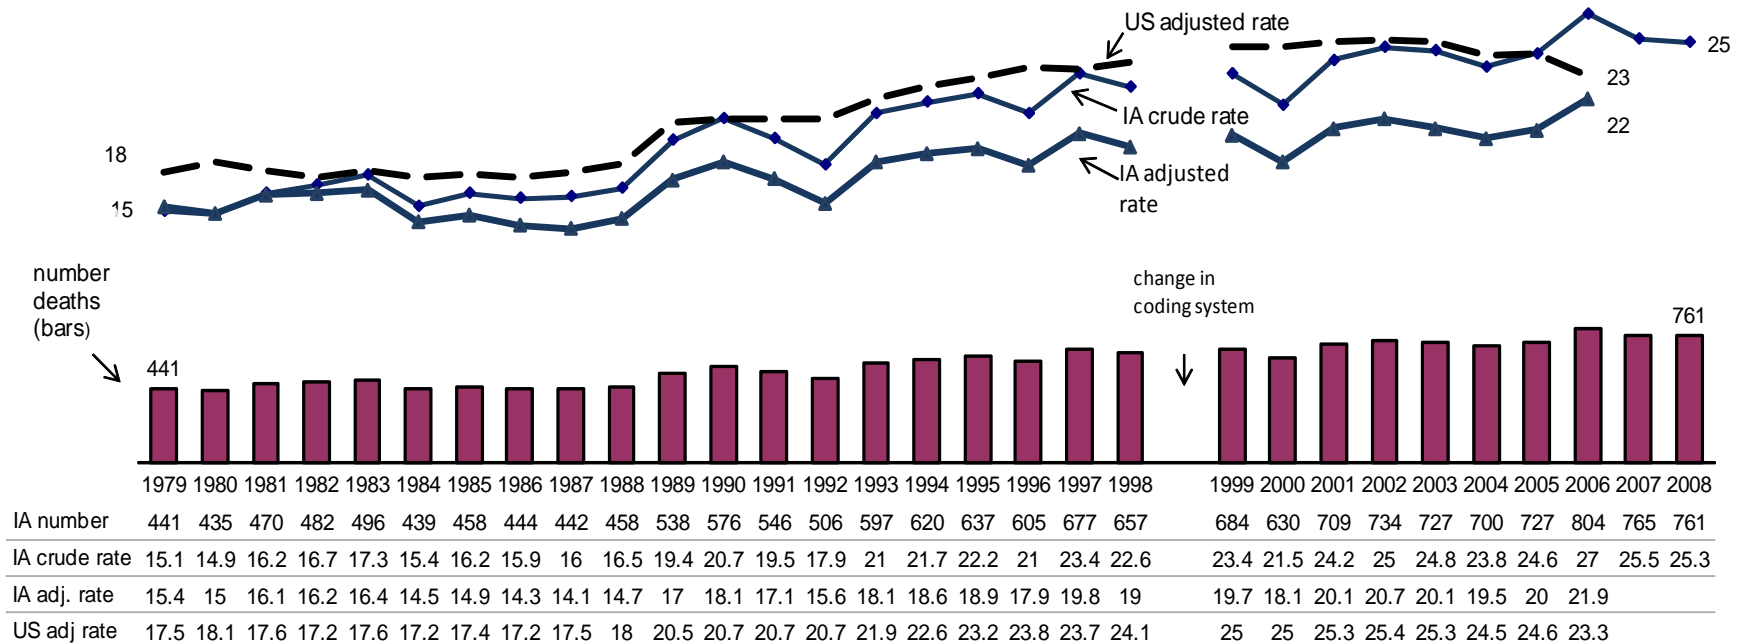 US adjusted rate
25
23
IA crude rate
22
18
IA adjusted
rate
15
number
deaths
(bars)
change in
coding system
761
441
1979 1980 1981 1982 1983 1984 1985 1986 1987 1988 1989 1990 1991 1992 1993 1994 1995 1996 1997 1998 1999 2000 2001 2002 2003 2004 2005 2006 2007 2008
IA number 441 435 470 482 496 439 458 444 442 458 538 576 546 506 597 620 637 605 677 657 684 630 709 734 727 700 727 804 765 761
IA crude rate 15.1 14.9 16.2 16.7 17.3 15.4 16.2 15.9 16 16.5 19.4 20.7 19.5 17.9 21 21.7 22.2 21 23.4 22.6 23.4 21.5 24.2 25 24.8 23.8 24.6 27 25.5 25.3
IA adj. rate 15.4 15 16.1 16.2 16.4 14.5 14.9 14.3 14.1 14.7 17 18.1 17.1 15.6 18.1 18.6 18.9 17.9 19.8 19 19.7 18.1 20.1 20.7 20.1 19.5 20 21.9
US adj rate 17.5 18.1 17.6 17.2 17.6 17.2 17.4 17.2 17.5 18 20.5 20.7 20.7 20.7 21.9 22.6 23.2 23.8 23.7 24.1 25 25 25.3 25.4 25.3 24.5 24.6 23.3